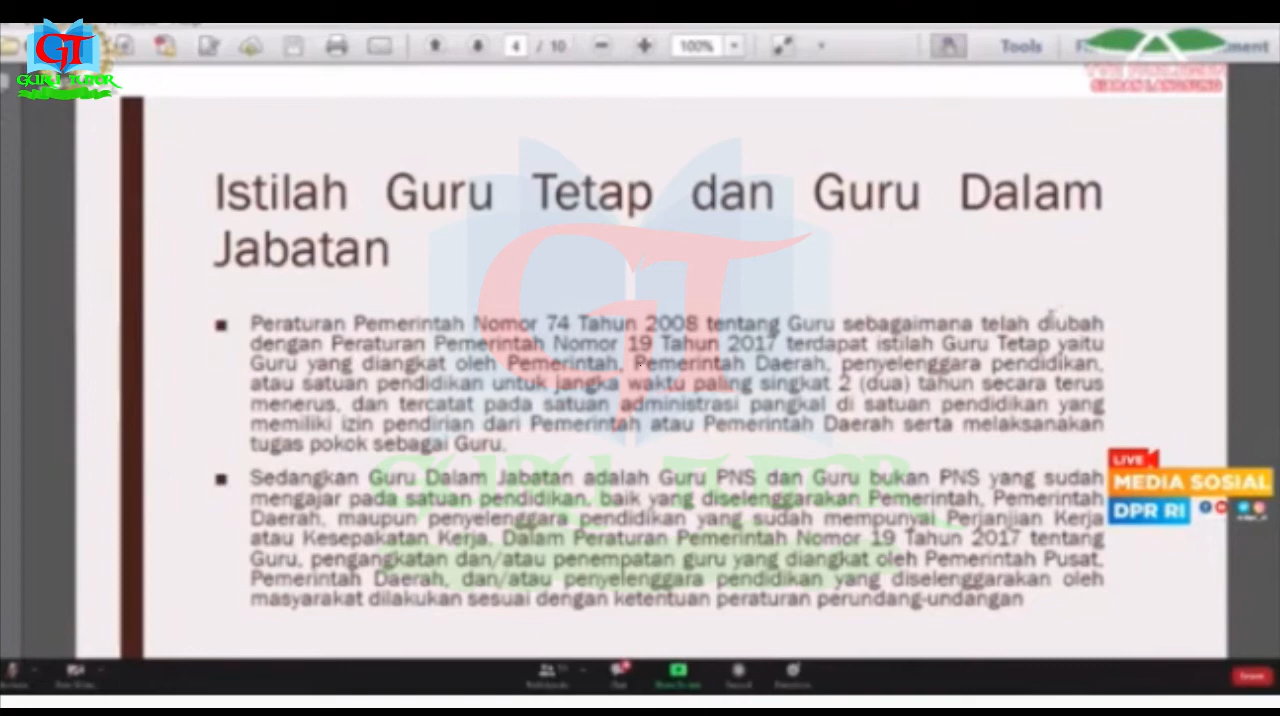 4 / 10
100%
Tools
GT
GURU TUTOR
Istilah Guru Tetap dan Guru Dalam
Jabatan
Peraturan Pemerintah Nomor 74 Tahun 2008 tentang Guru sebagaimana telah diubah
dengan Peraturan Pemerintah Nomor 19 Tahun 2017 terdapat istilah Guru Tetap yaitu
Guru yang diangkat oleh Pemerintah, Pemerintah Daerah, penyelenggara pendidikan,
atau satuan pendidikan untuk jangka waktu paling singkat 2 (dua) tahun secara terus
menerus, dan tercatat pada satuan administrasi pangkal di satuan pendidikan yang
memiliki izin pendirian dari Pemerintah atau Pemerintah Daerah serta melaksanakan
tugas pokok sebagai Guru.
Sedangkan Guru Dalam Jabatan adalah Guru PNS dan Guru bukan PNS yang sudah
mengajar pada satuan pendidikan, baik yang diselenggarakan Pemerintah, Pemerintah
Daerah, maupun penyelenggara pendidikan yang sudah mempunyai Perjanjian Kerja
atau Kesepakatan Kerja. Dalam Peraturan Pemerintah Nomor 19 Tahun 2017 tentang
Guru, pengangkatan dan/atau penempatan guru yang diangkat oleh Pemerintah Pusat,
Pemerintah Daerah, dan/atau penyelenggara pendidikan yang diselenggarakan oleh
masyarakat dilakukan sesuai dengan ketentuan peraturan perundang-undangan
GT
GURU TUTOR
LIVE
MEDIA SOSIAL
DPR RI